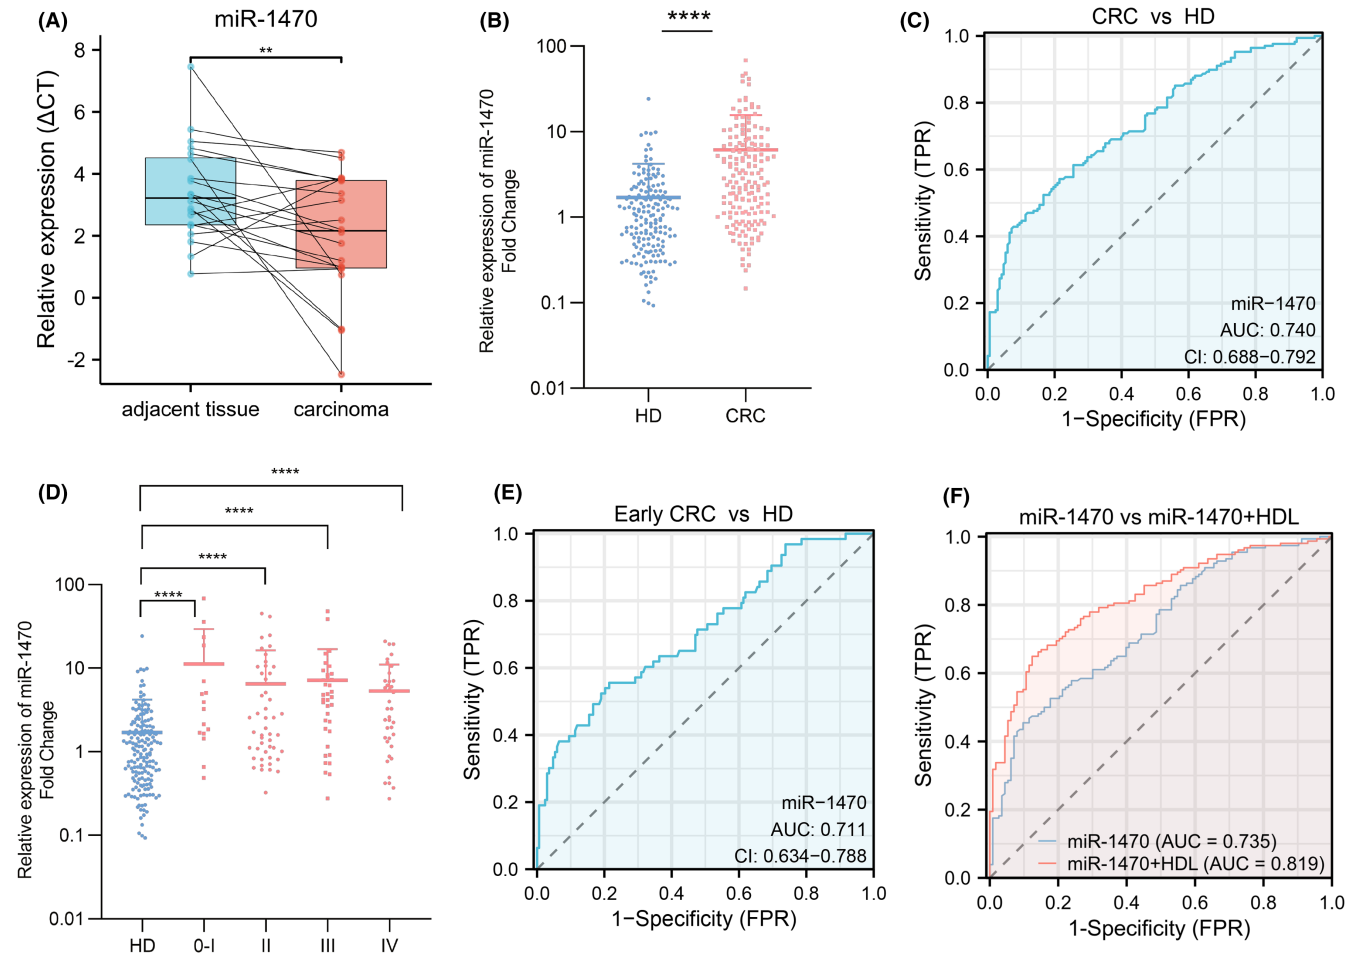 (A)
miR-1470
**
Relative expression (ΔCT)
8
6
4
2
0
-2
adjacent tissue
carcinoma
(B)
****
Relative expression of miR-1470
Fold Change
100
10
1
0.1
0.01
HD
CRC
(C)
CRC vs HD
Sensitivity (TPR)
1.0
0.8
0.6
0.4
0.2
0.0
miR−1470
AUC: 0.740
CI: 0.688−0.792
0.0 0.2 0.4 0.6 0.8 1.0
1−Specificity (FPR)
(D)
****
****
****
****
Relative expression of miR-1470
Fold Change
100
10
1
0.1
0.01
HD
0-I
II
III
IV
(E)
Early CRC vs HD
Sensitivity (TPR)
1.0
0.8
0.6
0.4
0.2
0.0
miR−1470
AUC: 0.711
CI: 0.634−0.788
0.0 0.2 0.4 0.6 0.8 1.0
1−Specificity (FPR)
(F)
miR-1470 vs miR-1470+HDL
Sensitivity (TPR)
1.0
0.8
0.6
0.4
0.2
0.0
miR-1470 (AUC = 0.735)
miR-1470+HDL (AUC = 0.819)
0.0 0.2 0.4 0.6 0.8 1.0
1-Specificity (FPR)